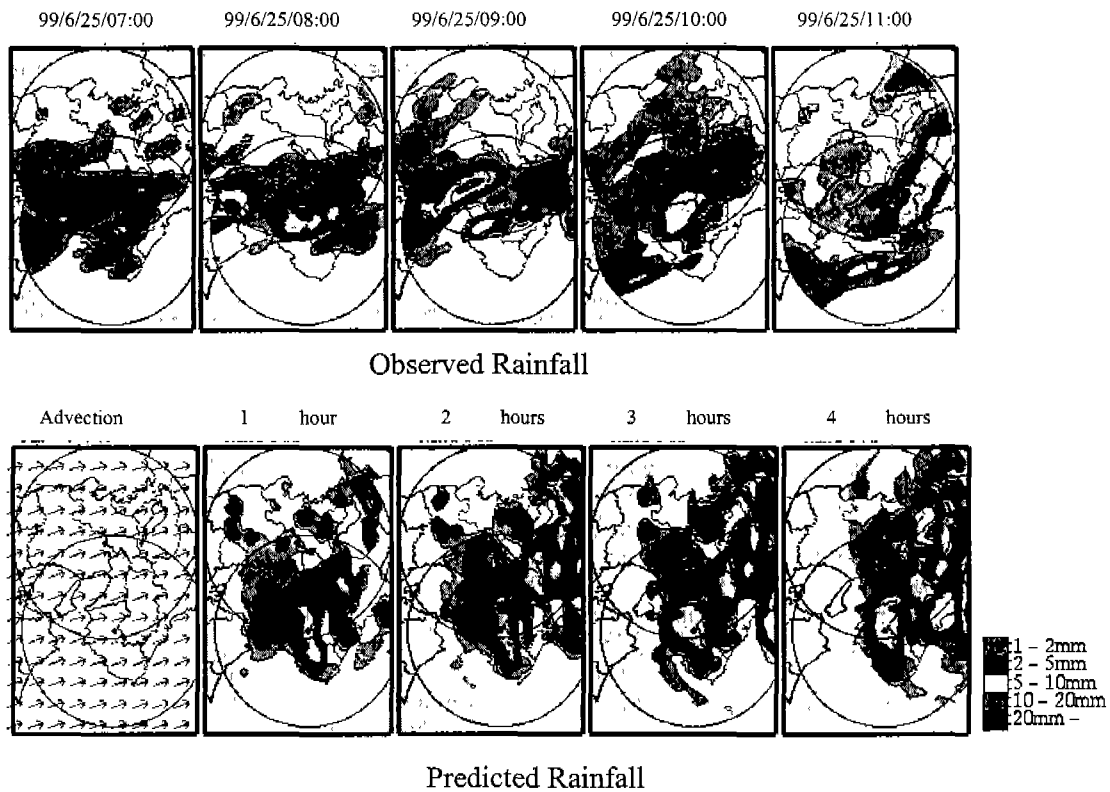 99/6/25/07:00 99/6/25/08:00 99/6/25/09:00 99/6/25/10:00 99/6/25/11:00
Observed Rainfall
Advection 1 hour 2 hours 3 hours 4 hours
1 – 2mm
2 – 5mm
5 – 10mm
10 – 20mm
20mm –
Predicted Rainfall